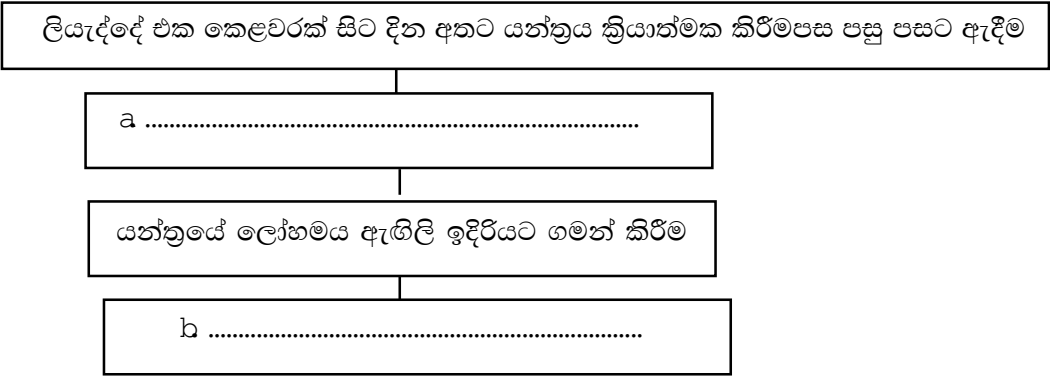 ලියැද්දේ එක කෙළවරක් සිට දින අතට යන්ත්‍රය ක්‍රියාත්මක කිරීමපස පසු පසට ඇදීම
a. ..................................................................................
යන්ත්‍රයේ ලෝහමය ඇඟිලි ඉදිරියට ගමන් කිරීම
b. ........................................................................